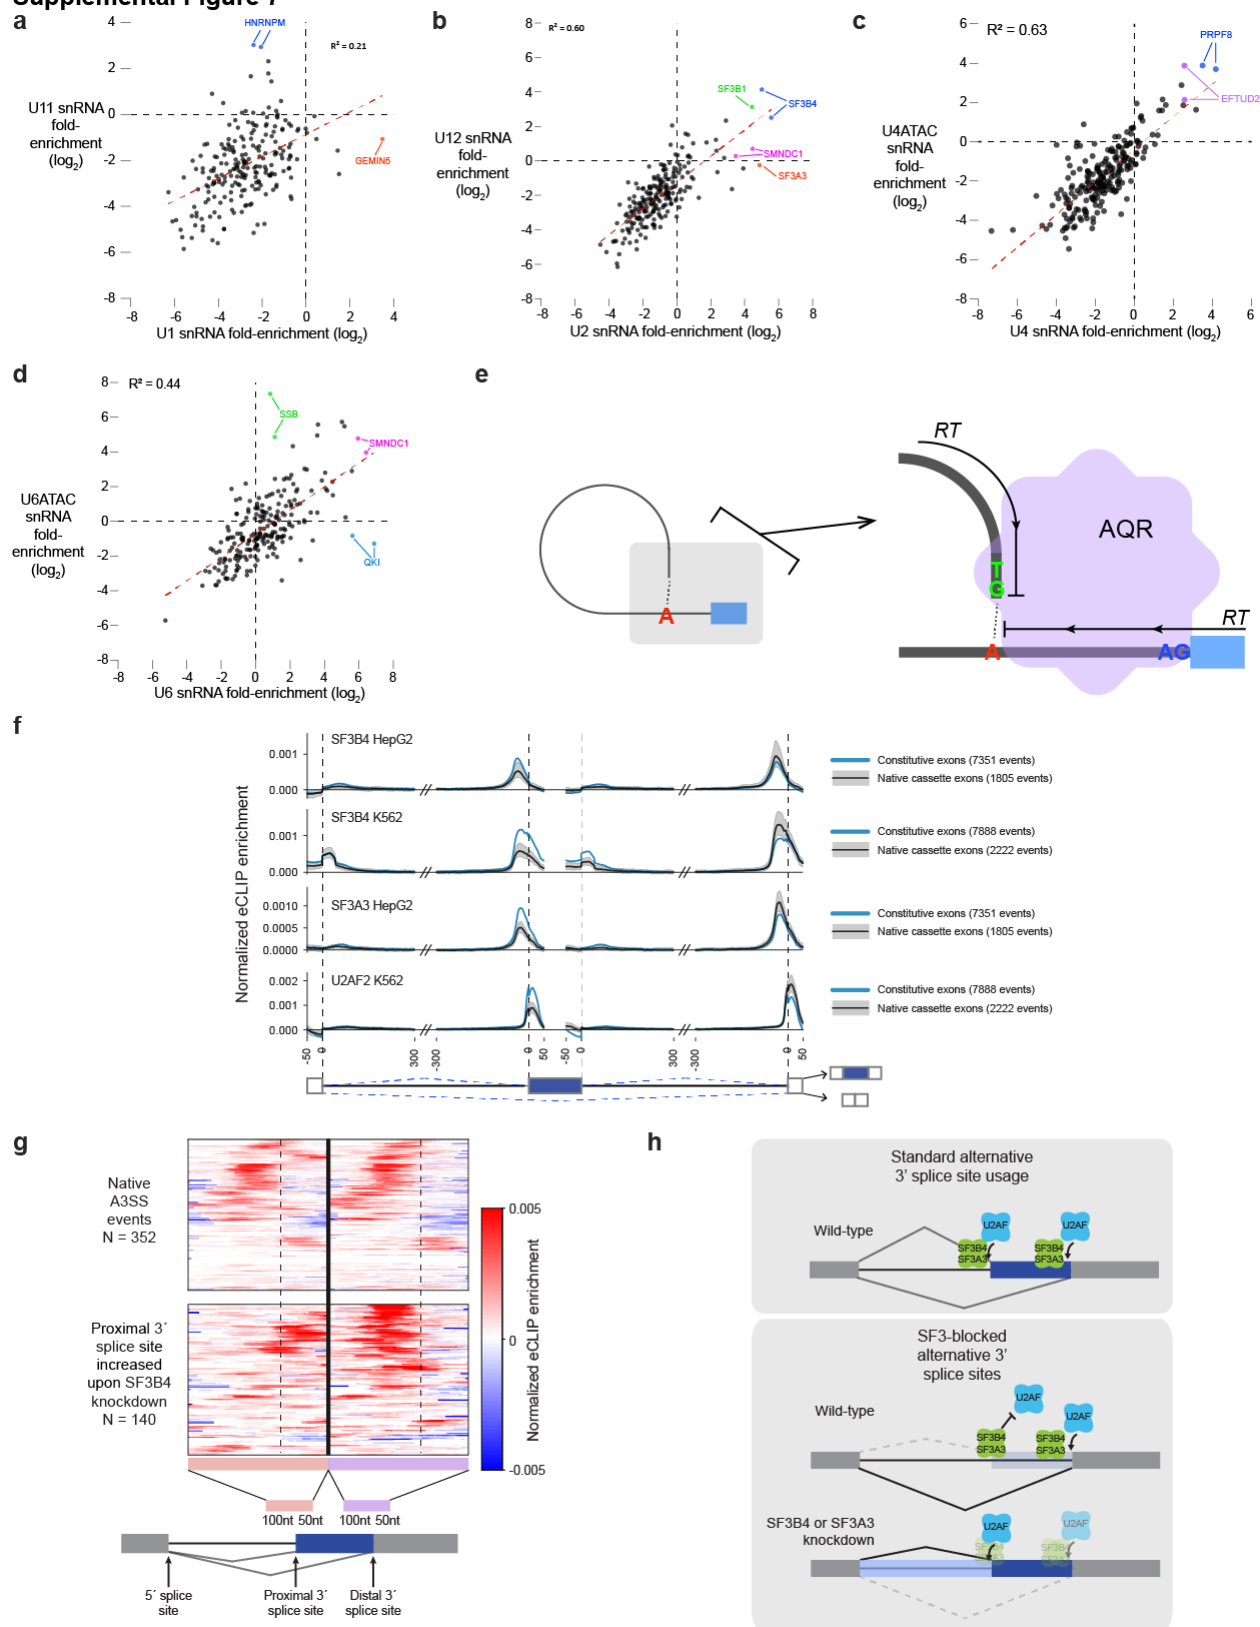 Supplemental Figure 7
a
HNRNPM
R² = 0.21
U11 snRNA
fold-
enrichment
(log2)
GEMIN5
4
2
0
-2
-4
-6
-8
-8 -6 -4 -2 0 2 4
U1 snRNA fold-enrichment (log2)
b
R² = 0.60
SF3B1
SF3B4
SMNDC1
SF3A3
U12 snRNA
fold-
enrichment
(log2)
8
6
4
2
0
-2
-4
-6
-8
-8 -6 -4 -2 0 2 4 6 8
U2 snRNA fold-enrichment (log2)
c
R² = 0.63
PRPF8
EFTUD2
U4ATAC
snRNA
fold-
enrichment
(log2)
6
4
2
0
-2
-4
-6
-8
-8 -6 -4 -2 0 2 4 6
U4 snRNA fold-enrichment (log2)
d
R² = 0.44
SSB
SMNDC1
QKI
U6ATAC
snRNA
fold-
enrichment
(log2)
8
6
4
2
0
-2
-4
-6
-8
-8 -6 -4 -2 0 2 4 6 8
U6 snRNA fold-enrichment (log2)
e
A
RT
AQR
T
G
RT
A
AG
f
Normalized eCLIP enrichment
SF3B4 HepG2
0.001
0.000
Constitutive exons (7351 events)
Native cassette exons (1805 events)
SF3B4 K562
0.001
0.000
Constitutive exons (7888 events)
Native cassette exons (2222 events)
SF3A3 HepG2
0.0010
0.0005
0.0000
Constitutive exons (7351 events)
Native cassette exons (1805 events)
U2AF2 K562
0.002
0.001
0.000
Constitutive exons (7888 events)
Native cassette exons (2222 events)
-50 0 300 -300 0 50 -50 0 300 -300 0 50
g
Native
A3SS
events
N = 352
Proximal 3´
splice site
increased
upon SF3B4
knockdown
N = 140
0.005
0
-0.005
Normalized eCLIP enrichment
100nt 50nt 100nt 50nt
5´ splice
site
Proximal 3´
splice site
Distal 3´
splice site
h
Standard alternative
3’ splice site usage
Wild-type
U2AF
U2AF
SF3B4
SF3A3
SF3B4
SF3A3
SF3-blocked
alternative 3’
splice sites
Wild-type
U2AF
U2AF
SF3B4
SF3A3
SF3B4
SF3A3
SF3B4 or SF3A3
knockdown
U2AF
U2AF
SF3B4
SF3B4